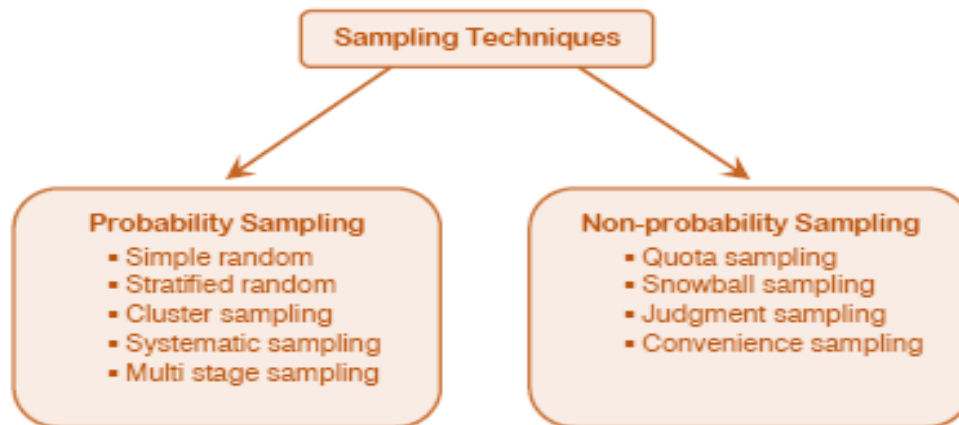 Sampling Techniques
Probability Sampling
▪ Simple random
▪ Stratified random
▪ Cluster sampling
▪ Systematic sampling
▪ Multi stage sampling
Non-probability Sampling
▪ Quota sampling
▪ Snowball sampling
▪ Judgment sampling
▪ Convenience sampling